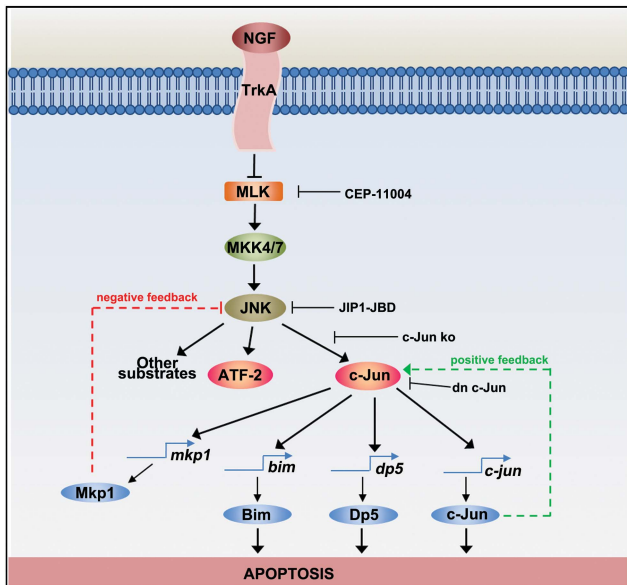 NGF
TrkA
MLK
CEP-11004
MKK4/7
negative feedback
JNK
JIP1-JBD
c-Jun ko
Other
substrates
ATF-2
c-Jun
positive feedback
dn c-Jun
mkp1
bim
dp5
c-jun
Mkp1
Bim
Dp5
c-Jun
APOPTOSIS